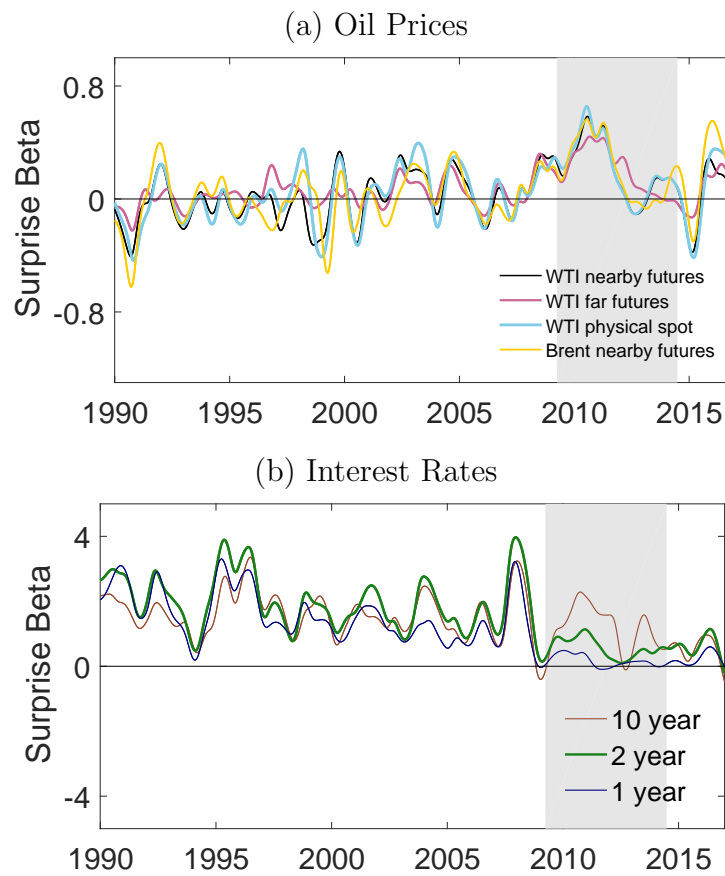 (a) Oil Prices
0.8
0
-0.8
Surprise Beta
WTI nearby futures
WTI far futures
WTI physical spot
Brent nearby futures
1990 1995 2000 2005 2010 2015
(b) Interest Rates
4
0
-4
Surprise Beta
10 year
2 year
1 year
1990 1995 2000 2005 2010 2015